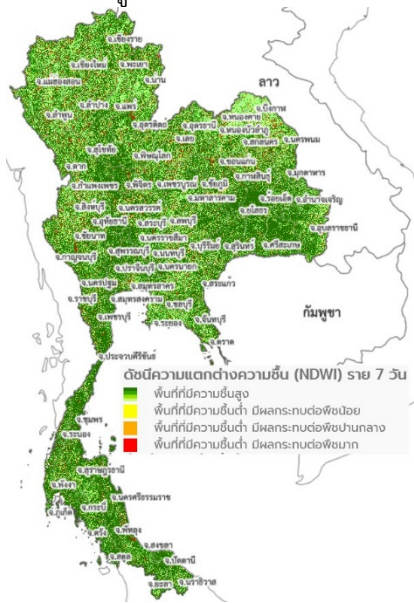 จ.เชียงราย
จ.เชียงใหม่ จ.พะเยา
จ.แม่ฮ่องสอน จ.น่าน
ลาว
จ.ลำปาง จ.แพร่
จ.ลำพูน
จ.บึงกาฬ
จ.อุตรดิตถ์ จ.อุดรธานี จ.หนองคาย
จ.เลย จ.หนองบัวลำภู
จ.สกลนคร จ.นครพนม
จ.สุโขทัย
จ.ตาก จ.พิษณุโลก จ.ขอนแก่น
จ.กาฬสินธุ์ จ.มุกดาหาร
จ.กำแพงเพชร จ.พิจิตร จ.เพชรบูรณ์ จ.ชัยภูมิ
จ.มหาสารคาม จ.ร้อยเอ็ด จ.อำนาจเจริญ
จ.สิงห์บุรี จ.นครสวรรค์ จ.ยโสธร
จ.อุทัยธานี จ.สระบุรี จ.ลพบุรี
จ.อุบลราชธานี
จ.ชัยนาท จ.นครราชสีมา
จ.สุพรรณบุรี จ.นนทบุรี จ.บุรีรัมย์ จ.สุรินทร์ จ.ศรีสะเกษ
จ.กาญจนบุรี
จ.ปราจีนบุรี จ.นครนายก
จ.นครปฐม จ.สมุทรสาคร จ.สระแก้ว
จ.ราชบุรี จ.สมุทรสงคราม
จ.ชลบุรี
กัมพูชา
จ.เพชรบุรี จ.ระยอง จ.จันทบุรี
จ.ตราด
จ.ประจวบคีรีขันธ์
ดัชนีความแตกต่างความชื้น (NDWI) ราย 7 วัน
พื้นที่ที่มีความชื้นสูง
พื้นที่ที่มีความชื้นต่ำ มีผลกระทบต่อพืชน้อย
พื้นที่ที่มีความชื้นต่ำ มีผลกระทบต่อพืชปานกลาง
พื้นที่ที่มีความชื้นต่ำ มีผลกระทบต่อพืชมาก
จ.ชุมพร
จ.ระนอง
จ.สุราษฎร์ธานี
จ.พังงา
จ.นครศรีธรรมราช
จ.ภูเก็ต จ.กระบี่
จ.ตรัง จ.พัทลุง
จ.สงขลา
จ.สตูล จ.ปัตตานี
จ.ยะลา จ.นราธิวาส